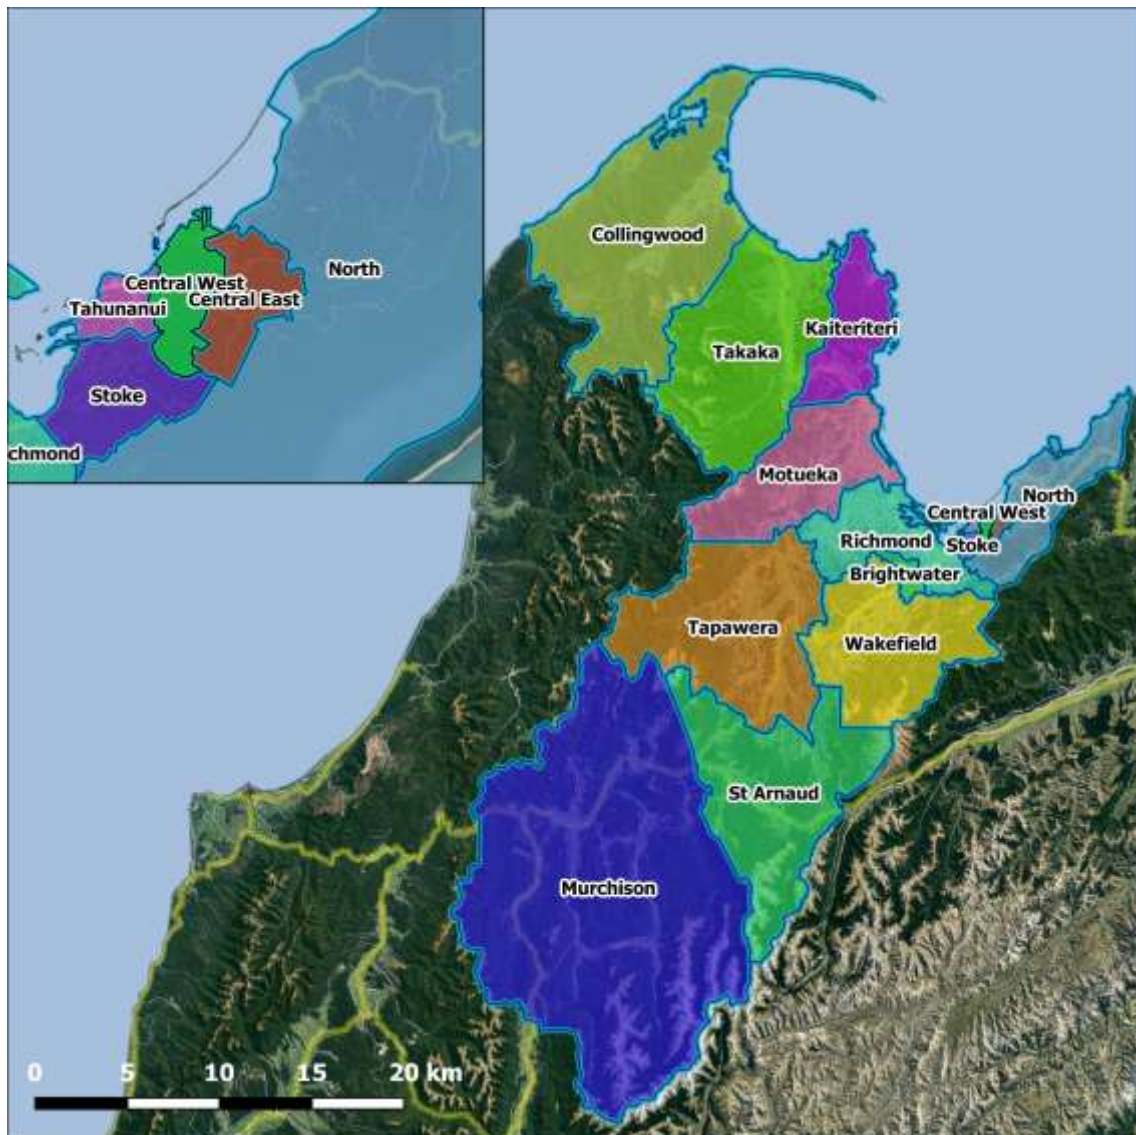 North
Central West
Central East
Tahunanui
Stoke
chmond
Collingwood
Kaiteriteri
Takaka
Motueka
North
Central West
Richmond
Stoke
Brightwater
Tapawera
Wakefield
St Arnaud
Murchison
0 5 10 15 20 km